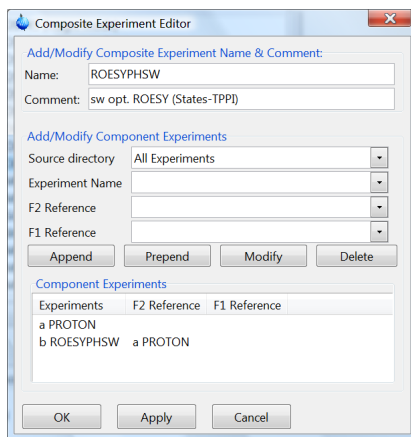 Composite Experiment Editor
Add/Modify Composite Experiment Name & Comment:
Name: ROESYPHSW
Comment: sw opt. ROESY (States-TPPI)
Add/Modify Component Experiments
Source directory All Experiments
Experiment Name
F2 Reference
F1 Reference
Append Prepend Modify Delete
Component Experiments
Experiments F2 Reference F1 Reference
a PROTON
b ROESYPHSW a PROTON
OK Apply Cancel